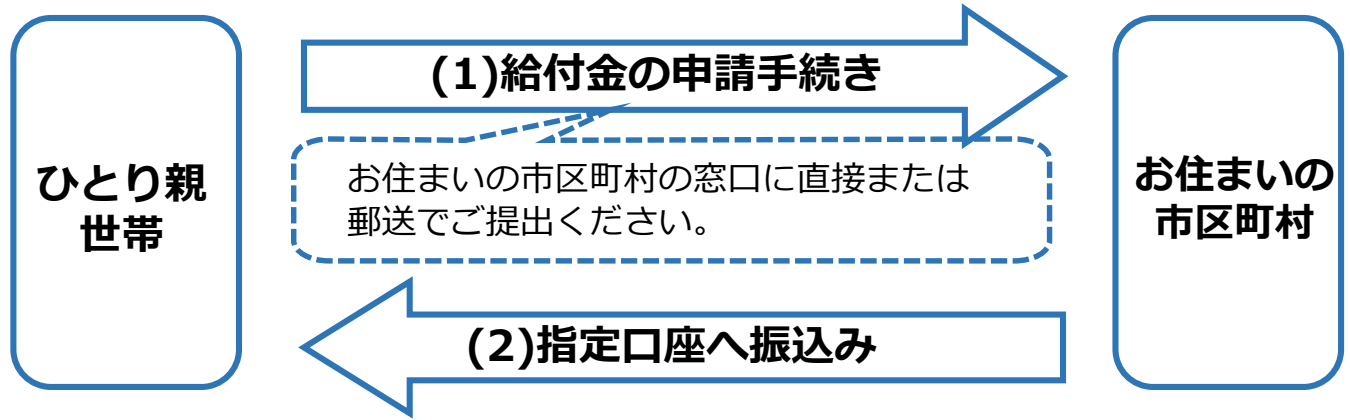 (1)給付金の申請手続き
ひとり親
世帯
お住まいの市区町村の窓口に直接または
郵送でご提出ください。
お住まいの
市区町村
(2)指定口座へ振込み